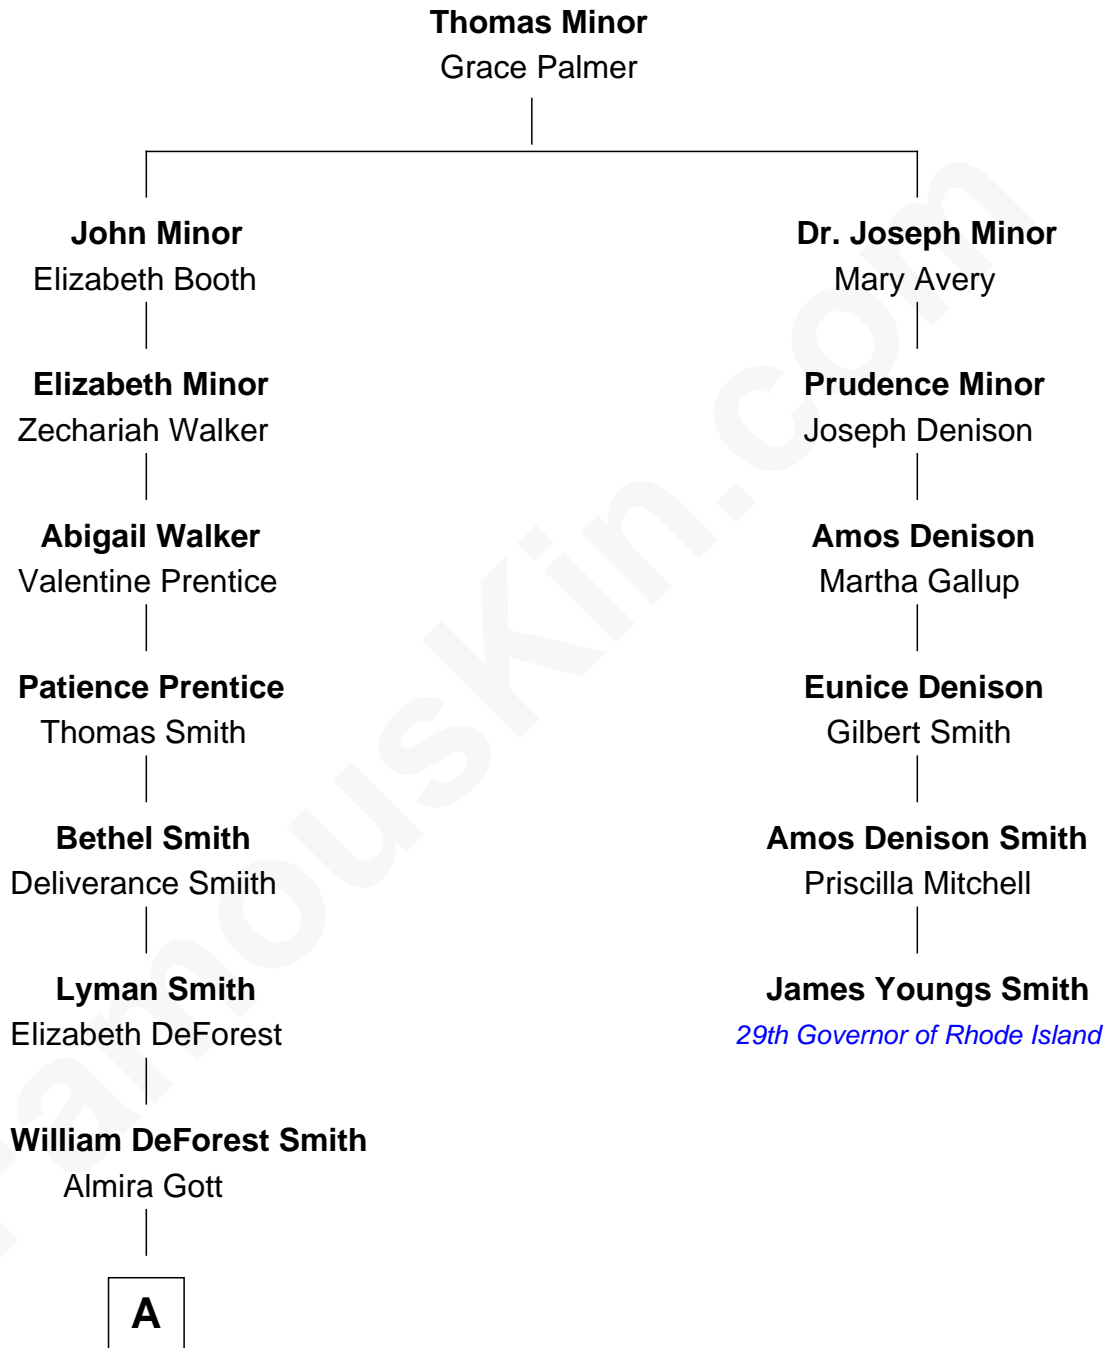 Thomas Minor
Grace Palmer
John Minor
Elizabeth Booth
Elizabeth Minor
Zechariah Walker
Abigail Walker
Valentine Prentice
Patience Prentice
Thomas Smith
Bethel Smith
Deliverance Smiith
Lyman Smith
Elizabeth DeForest
William DeForest Smith
Almira Gott
A
Dr. Joseph Minor
Mary Avery
Prudence Minor
Joseph Denison
Amos Denison
Martha Gallup
Eunice Denison
Gilbert Smith
Amos Denison Smith
Priscilla Mitchell
James Youngs Smith
29th Governor of Rhode Island
FamousKin.com